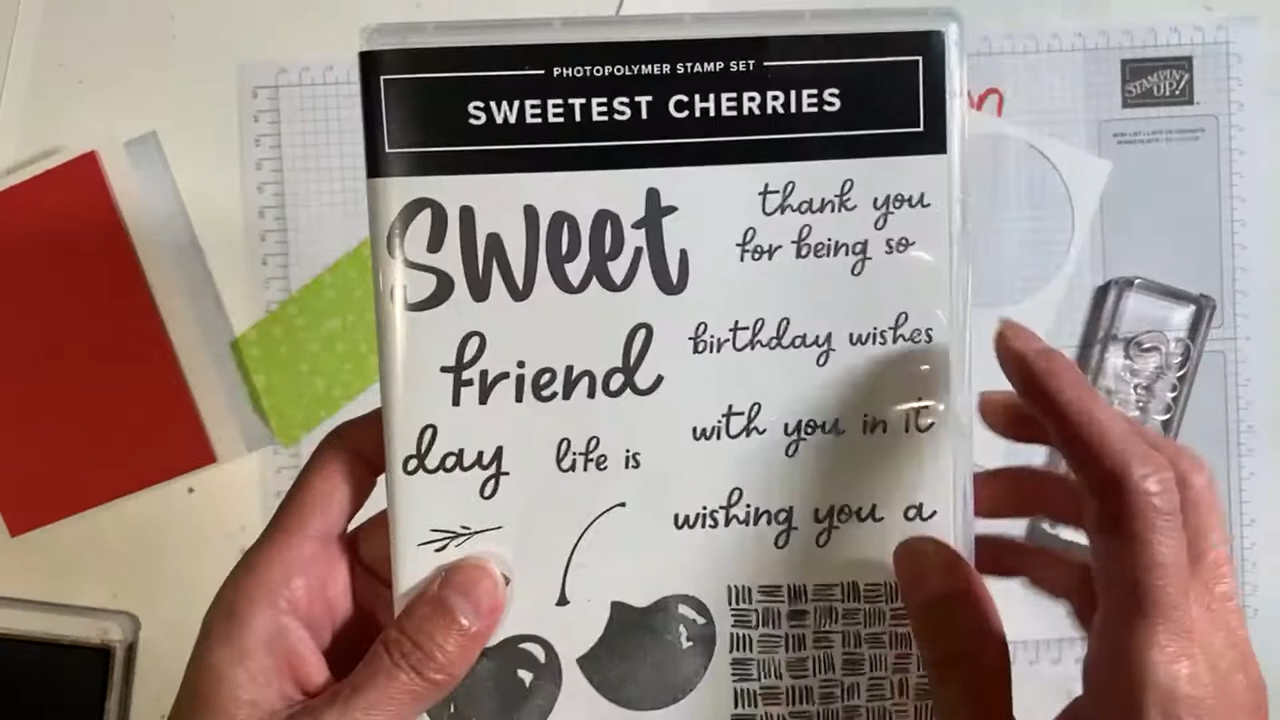 PHOTOPOLYMER STAMP SET
SWEETEST CHERRIES
STAMPIN' UP!
Sweet
thank you
for being so
friend
birthday wishes
day
life is
with you in it
wishing you a